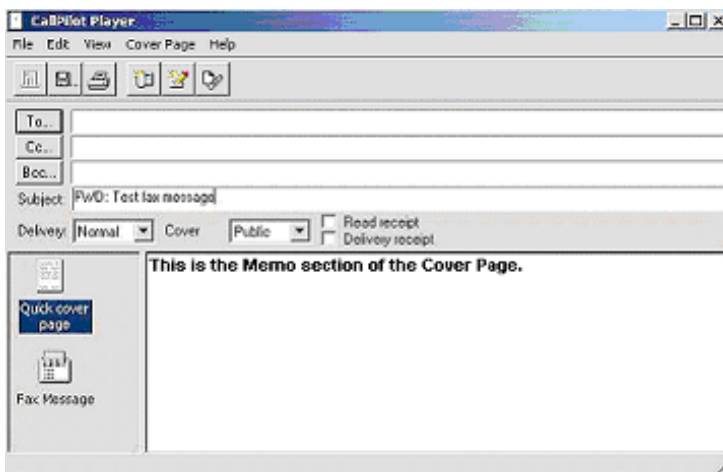 CallPilot Player
File Edit View Cover Page Help
To...
Cc...
Bcc...
Subject: FWD: Test fax message
Delivery: Normal Cover Public Read receipt
Delivery receipt
This is the Memo section of the Cover Page.
Quick cover
page
Fax Message